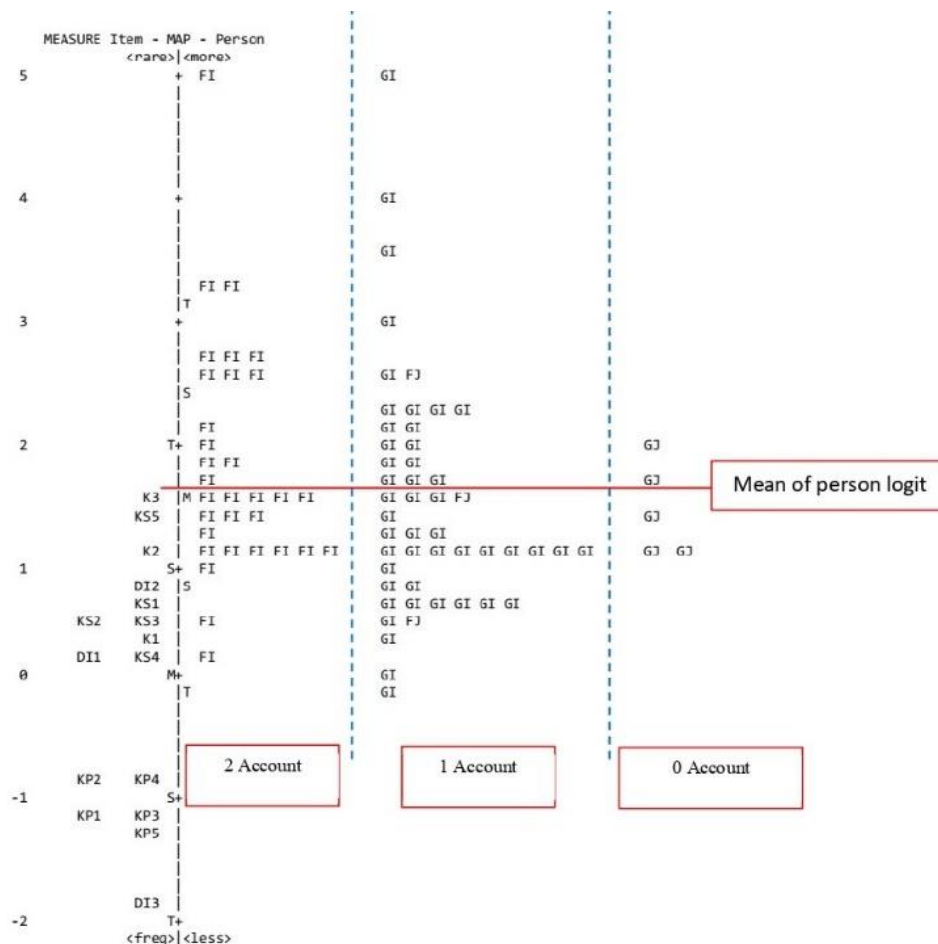 MEASURE Item - MAP - Person
<rare>|<more>
5 + FI GI
|
|
|
|
|
|
4 + GI
|
|
| GI
|
| FI FI
|T
3 + GI
|
| FI FI FI
| FI FI FI GI FJ
|S
| GI GI GI GI
| FI GI GI
2 T+ FI GI GI GJ
| FI FI GI GI
| FI GI GI GI GJ
Mean of person logit
K3 |M FI FI FI FI FI GI GI GI FJ
KS5 | FI FI FI GI GJ
| FI GI GI GI
K2 | FI FI FI FI FI FI GI GI GI GI GI GI GI GI GI GJ GJ
1 S+ FI GI
DI2 |S GI GI
KS1 | GI GI GI GI GI GI
KS2 KS3 | FI GI FJ
K1 | GI
DI1 KS4 | FI
0 M+ GI
|T GI
|
|
|
2 Account 1 Account 0 Account
KP2 KP4 |
-1 S+
KP1 KP3 |
KP5 |
|
|
|
DI3 |
-2 T+
<freq>|<less>